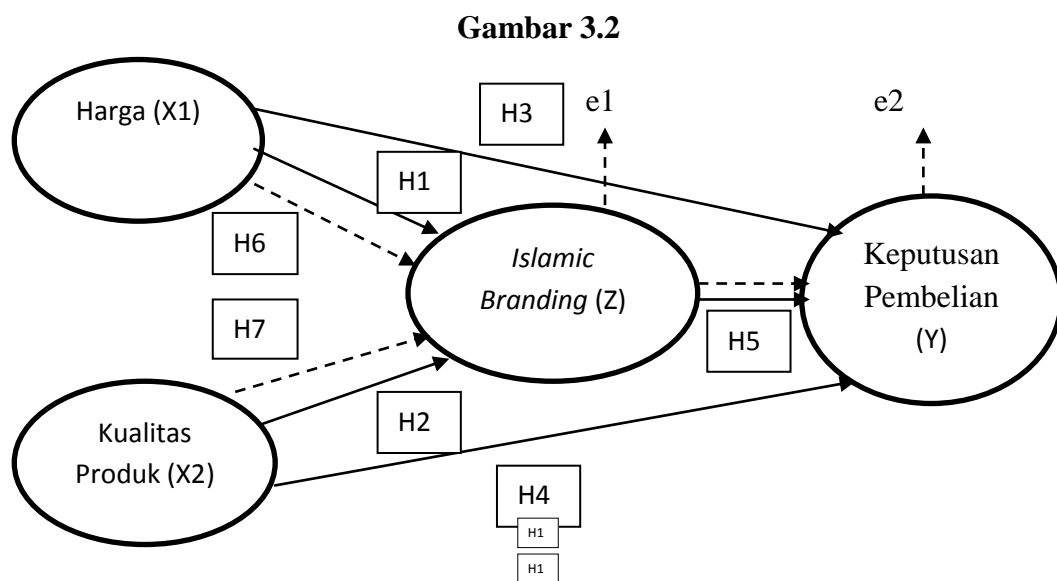 Gambar 3.2
Harga (X1)
H3
e1
e2
H1
H6
Islamic
Branding (Z)
Keputusan
Pembelian
(Y)
H7
H5
Kualitas
Produk (X2)
H2
H4
H1
H1